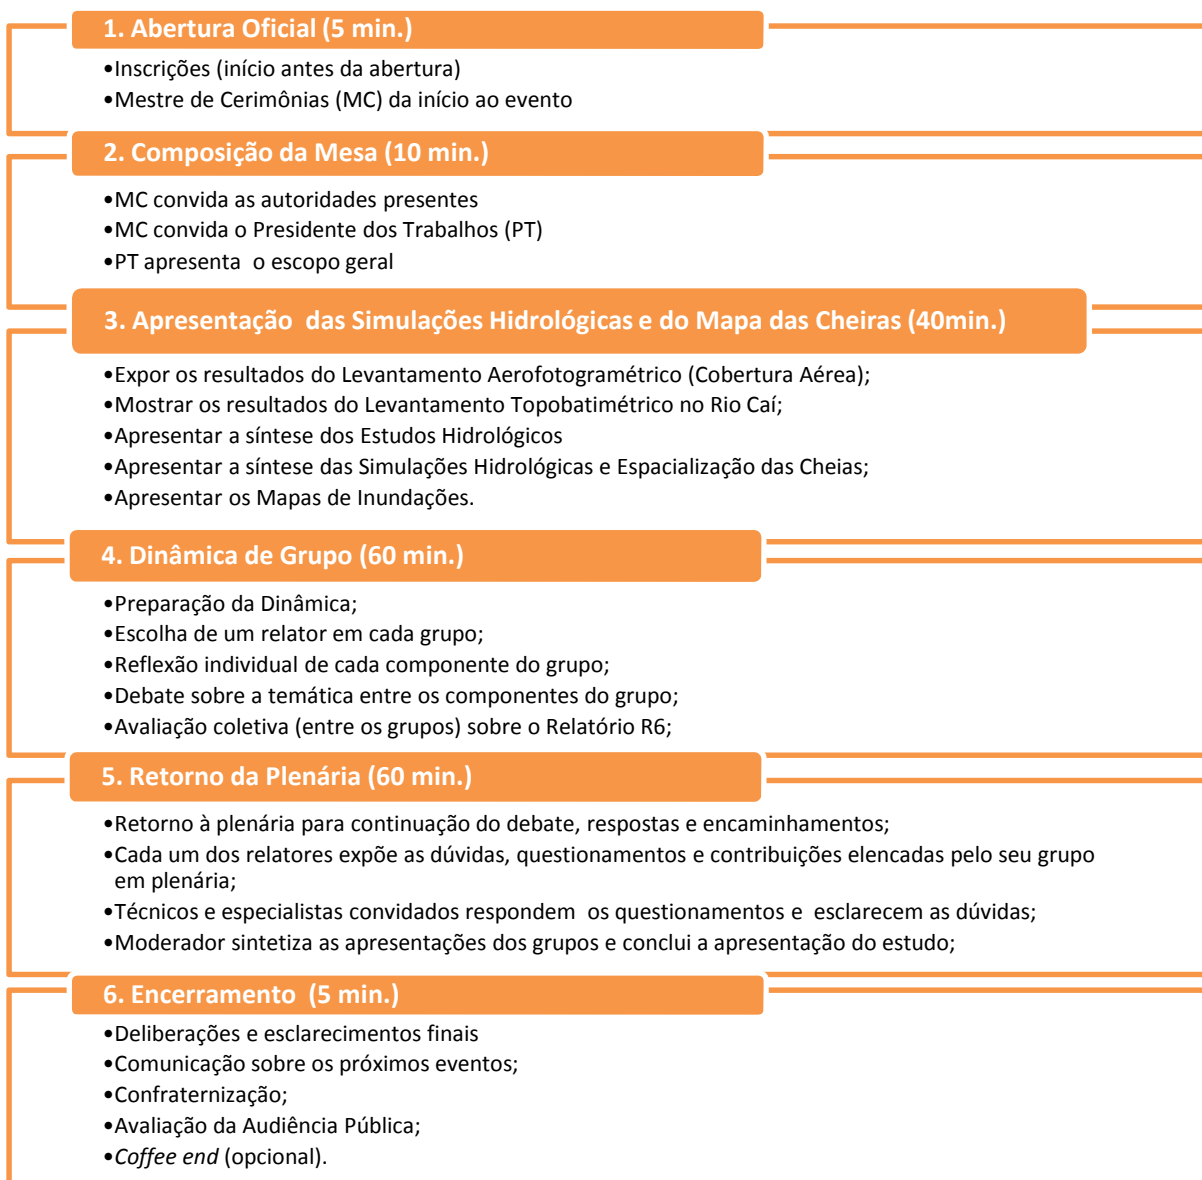 1. Abertura Oficial (5 min.)
•Inscrições (início antes da abertura)
•Mestre de Cerimônias (MC) da início ao evento
2. Composição da Mesa (10 min.)
•MC convida as autoridades presentes
•MC convida o Presidente dos Trabalhos (PT)
•PT apresenta o escopo geral
3. Apresentação das Simulações Hidrológicas e do Mapa das Cheiras (40min.)
•Expor os resultados do Levantamento Aerofotogramétrico (Cobertura Aérea);
•Mostrar os resultados do Levantamento Topobatimétrico no Rio Caí;
•Apresentar a síntese dos Estudos Hidrológicos
•Apresentar a síntese das Simulações Hidrológicas e Espacialização das Cheias;
•Apresentar os Mapas de Inundações.
4. Dinâmica de Grupo (60 min.)
•Preparação da Dinâmica;
•Escolha de um relator em cada grupo;
•Reflexão individual de cada componente do grupo;
•Debate sobre a temática entre os componentes do grupo;
•Avaliação coletiva (entre os grupos) sobre o Relatório R6;
5. Retorno da Plenária (60 min.)
•Retorno à plenária para continuação do debate, respostas e encaminhamentos;
•Cada um dos relatores expõe as dúvidas, questionamentos e contribuições elencadas pelo seu grupo
em plenária;
•Técnicos e especialistas convidados respondem os questionamentos e esclarecem as dúvidas;
•Moderador sintetiza as apresentações dos grupos e conclui a apresentação do estudo;
6. Encerramento (5 min.)
•Deliberações e esclarecimentos finais
•Comunicação sobre os próximos eventos;
•Confraternização;
•Avaliação da Audiência Pública;
•Coffee end (opcional).